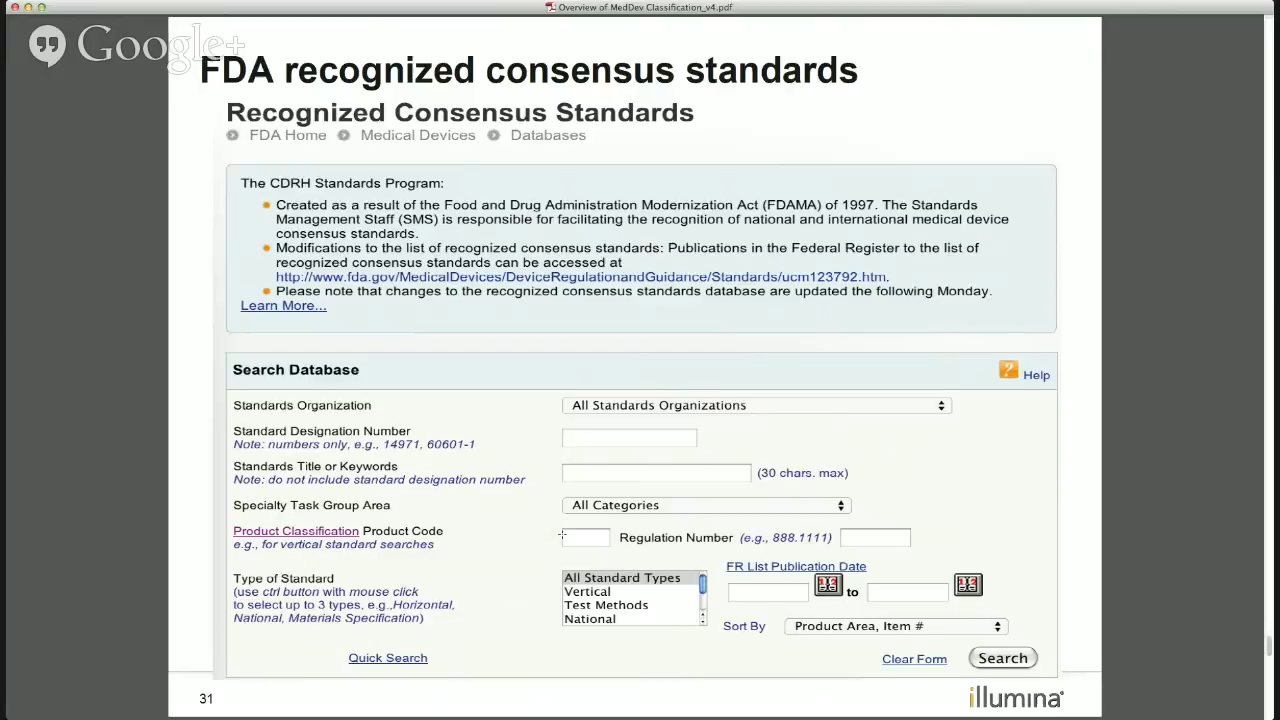 Overview of MedDev Classification_v4.pdf
Google+
FDA recognized consensus standards
Recognized Consensus Standards
FDA Home Medical Devices Databases
The CDRH Standards Program:
Created as a result of the Food and Drug Administration Modernization Act (FDAMA) of 1997. The Standards
Management Staff (SMS) is responsible for facilitating the recognition of national and international medical device
consensus standards.
Modifications to the list of recognized consensus standards: Publications in the Federal Register to the list of
recognized consensus standards can be accessed at
http://www.fda.gov/MedicalDevices/DeviceRegulationandGuidance/Standards/ucm123792.htm.
Please note that changes to the recognized consensus standards database are updated the following Monday.
Learn More...
Search Database
? Help
Standards Organization All Standards Organizations
Standard Designation Number
Note: numbers only, e.g., 14971, 60601-1
Standards Title or Keywords
(30 chars. max)
Note: do not include standard designation number
Specialty Task Group Area All Categories
Product Classification Product Code
Regulation Number (e.g., 888.1111)
e.g., for vertical standard searches
FR List Publication Date
Type of Standard All Standard Types
(use ctrl button with mouse click Vertical
12 to 12
to select up to 3 types, e.g.,Horizontal, Test Methods
National, Materials Specification) National
Sort By Product Area, Item #
Quick Search Clear Form Search
31 illumina®